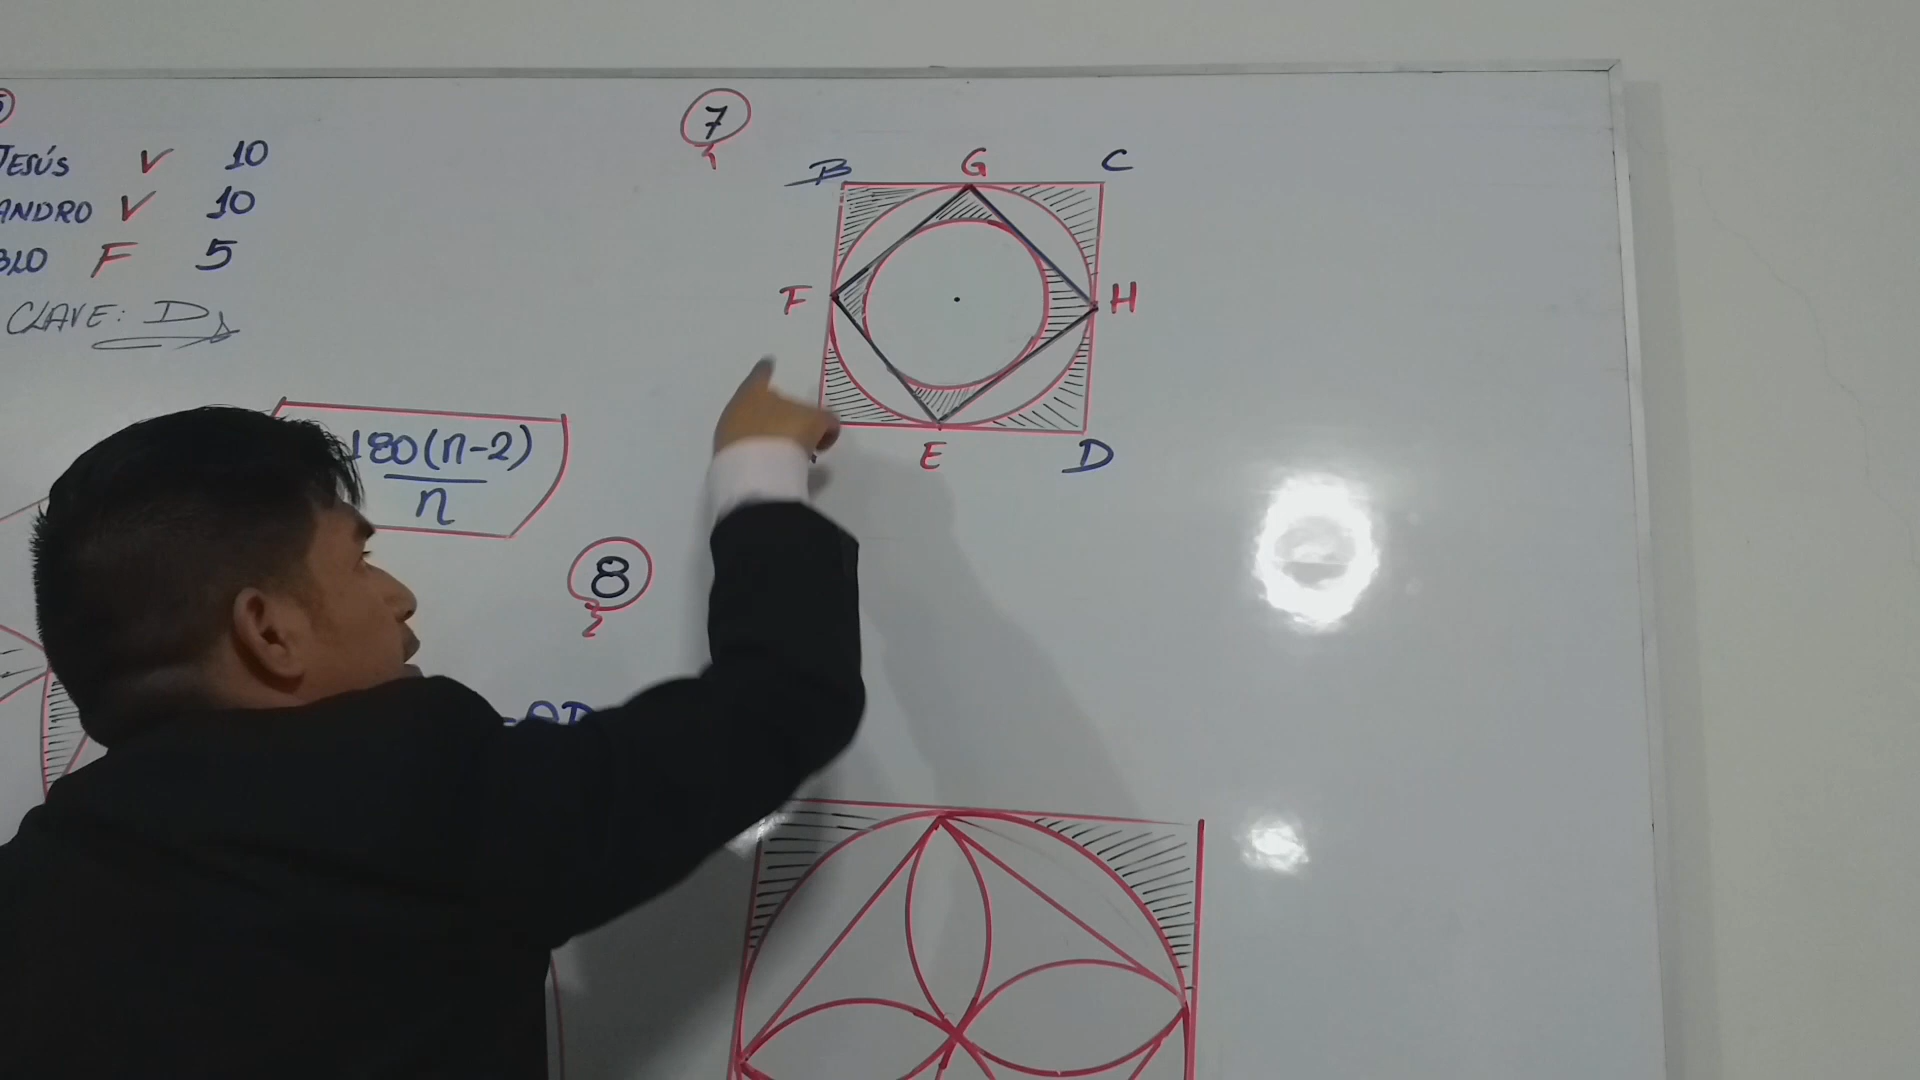 JESÚS V 10
ANDRO V 10
BLO F 5
CLAVE: D
180(n-2)
n
7
B G C
F H
E D
8